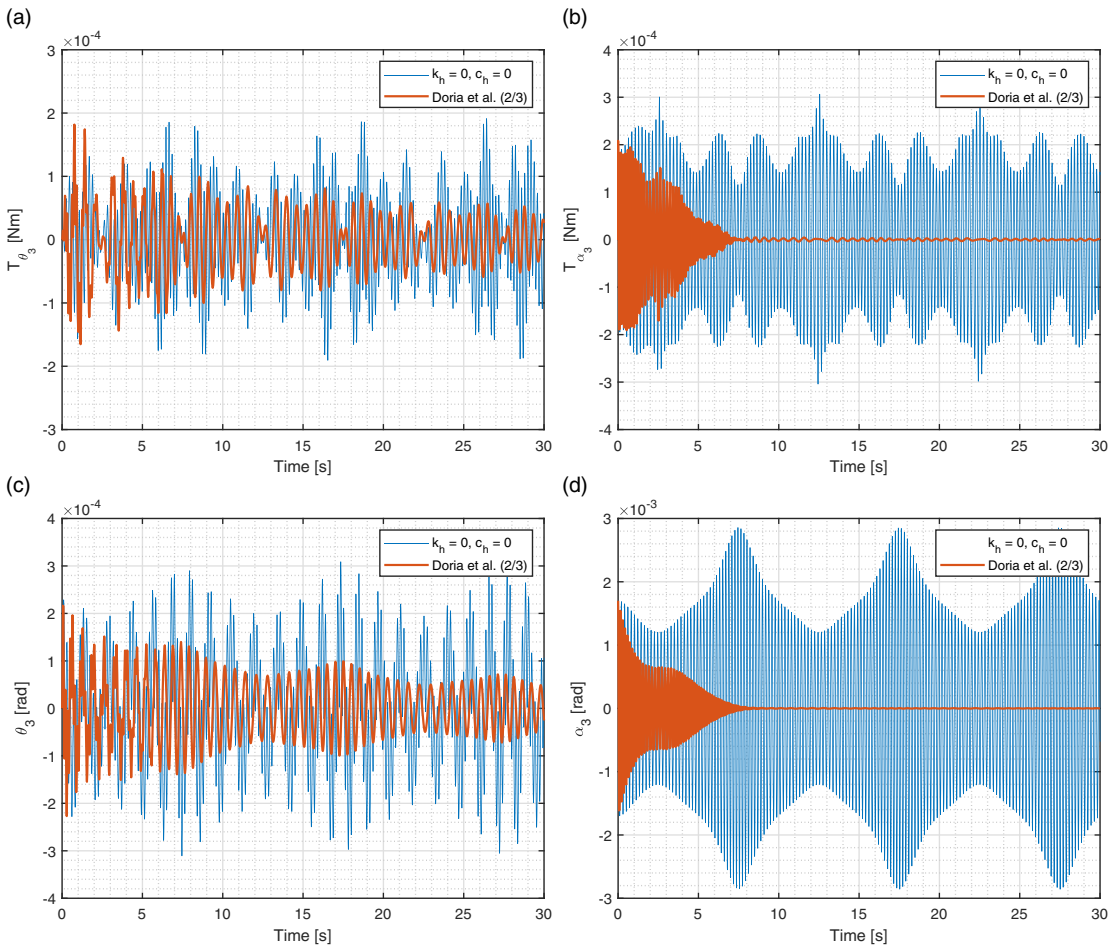 (a)
×10⁻⁴
3
2
1
0
-1
-2
-3
T_θ₃ [Nm]
k_h = 0, c_h = 0
Doria et al. (2/3)
0 5 10 15 20 25 30
Time [s]
(b)
×10⁻⁴
4
3
2
1
0
-1
-2
-3
-4
T_α₃ [Nm]
k_h = 0, c_h = 0
Doria et al. (2/3)
0 5 10 15 20 25 30
Time [s]
(c)
×10⁻⁴
4
3
2
1
0
-1
-2
-3
-4
θ₃ [rad]
k_h = 0, c_h = 0
Doria et al. (2/3)
0 5 10 15 20 25 30
Time [s]
(d)
×10⁻³
3
2
1
0
-1
-2
-3
α₃ [rad]
k_h = 0, c_h = 0
Doria et al. (2/3)
0 5 10 15 20 25 30
Time [s]